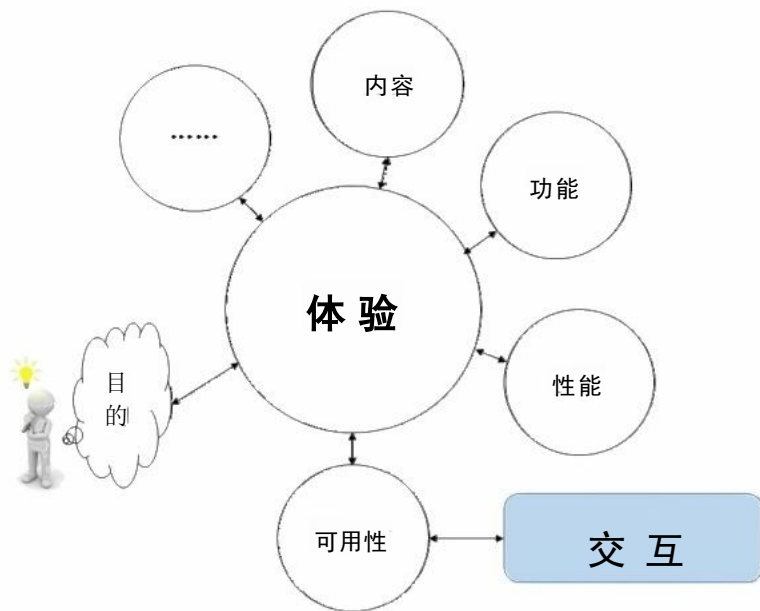 内容
......
功能
体验
目
的
性能
可用性
交互